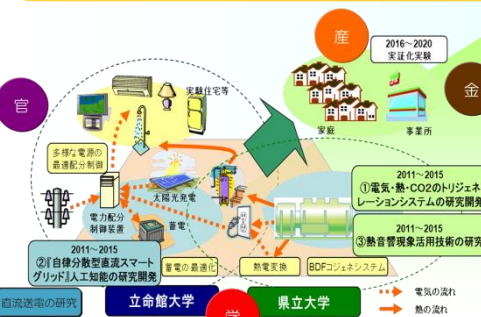 産
2016～2020
実証化実験
官
金
実験住宅等
家庭
事業所
多様な電源の
最適配分制御
太陽光発電
電力配分
制御装置
蓄電
2011～2015
①電気・熱・CO2のトリジェネ
レーションシステムの研究開発
2011～2015
③熱音響現象活用技術の研究
2011～2015
②『自律分散型直流スマート
グリッド』人工知能の研究開発
蓄電の最適化
熱電変換
BDFコジェネシステム
直流送電の研究
立命館大学
学
県立大学
電気の流れ
熱の流れ